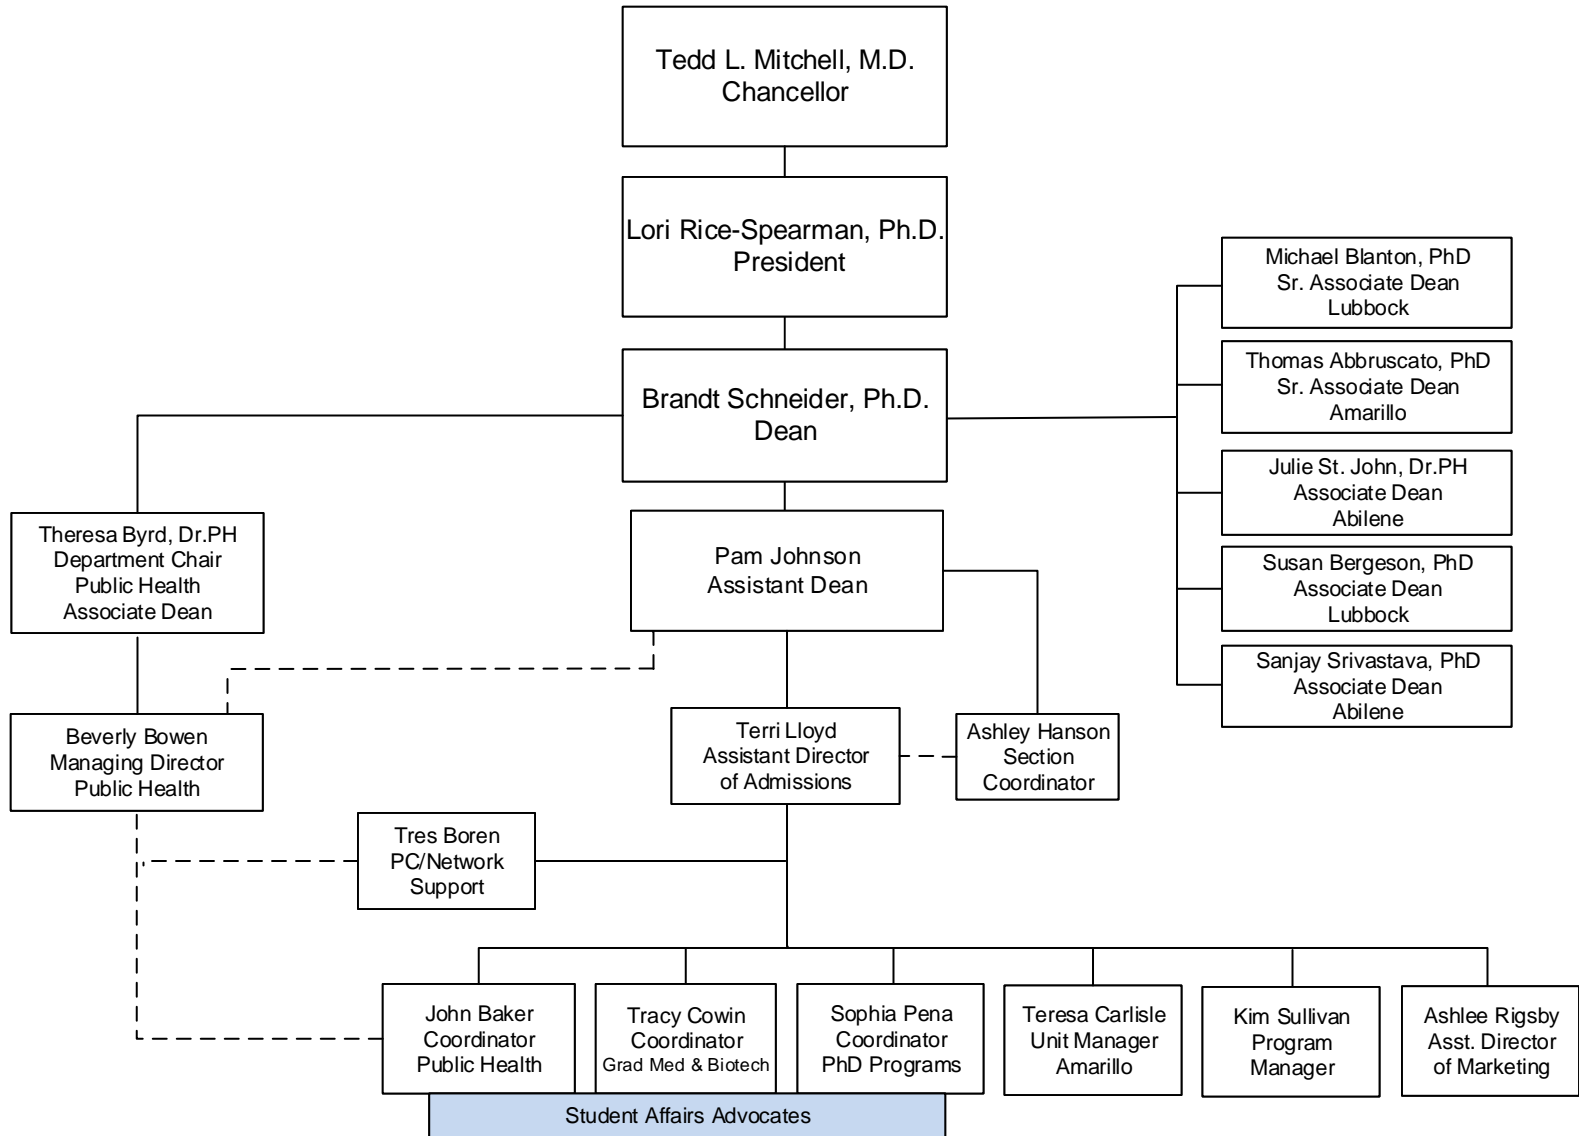 Tedd L. Mitchell, M.D.
Chancellor
Lori Rice-Spearman, Ph.D.
President
Brandt Schneider, Ph.D.
Dean
Michael Blanton, PhD
Sr. Associate Dean
Lubbock
Thomas Abbruscato, PhD
Sr. Associate Dean
Amarillo
Julie St. John, Dr.PH
Associate Dean
Abilene
Susan Bergeson, PhD
Associate Dean
Lubbock
Sanjay Srivastava, PhD
Associate Dean
Abilene
Theresa Byrd, Dr.PH
Department Chair
Public Health
Associate Dean
Pam Johnson
Assistant Dean
Beverly Bowen
Managing Director
Public Health
Terri Lloyd
Assistant Director
of Admissions
Ashley Hanson
Section
Coordinator
Tres Boren
PC/Network
Support
John Baker
Coordinator
Public Health
Tracy Cowin
Coordinator
Grad Med & Biotech
Sophia Pena
Coordinator
PhD Programs
Teresa Carlisle
Unit Manager
Amarillo
Kim Sullivan
Program
Manager
Ashlee Rigsby
Asst. Director
of Marketing
Student Affairs Advocates